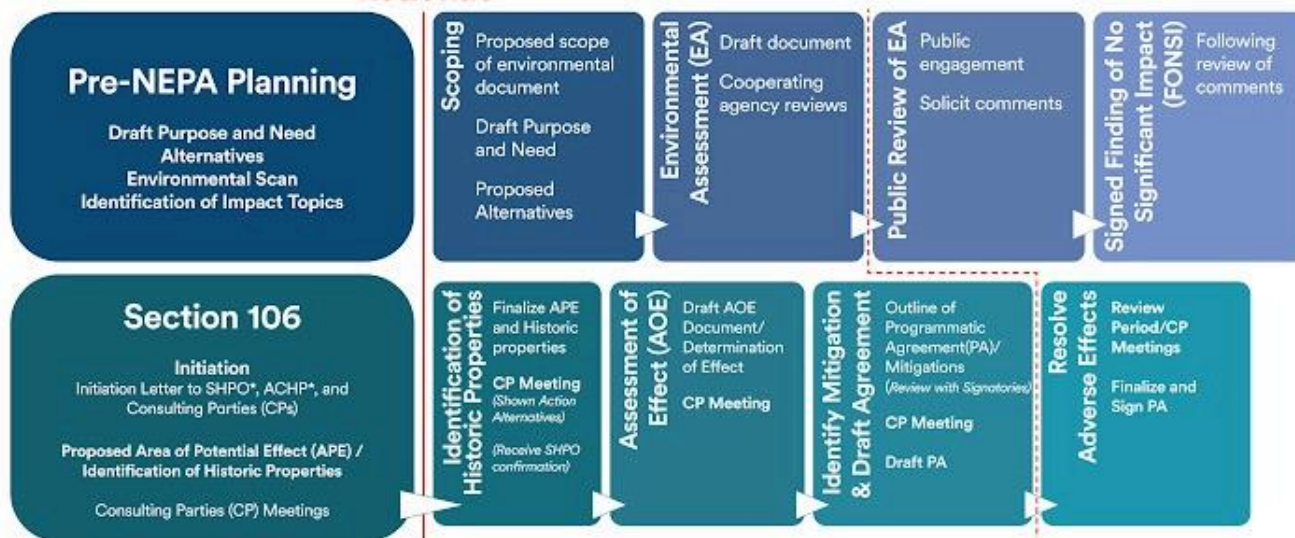 Pre-NEPA Planning
Draft Purpose and Need
Alternatives
Environmental Scan
Identification of Impact Topics
Scoping
Proposed scope
of environmental
document
Draft Purpose
and Need
Proposed
Alternatives
Environmental
Assessment (EA)
Draft document
Cooperating
agency reviews
Public Review of EA
Public
engagement
Solicit comments
Signed Finding of No
Significant Impact
(FONSI)
Following
review of
comments
Section 106
Initiation
Initiation Letter to SHPO*, ACHP*, and
Consulting Parties (CPs)
Proposed Area of Potential Effect (APE) /
Identification of Historic Properties
Consulting Parties (CP) Meetings
Identification of
Historic Properties
Finalize APE
and Historic
properties
CP Meeting
(Shown Action
Alternatives)
(Receive SHPO
confirmation)
Assessment of
Effect (AOE)
Draft AOE
Document/
Determination
of Effect
CP Meeting
Identify Mitigation
& Draft Agreement
Outline of
Programmatic
Agreement(PA)/
Mitigations
(Review with Signatories)
CP Meeting
Draft PA
Resolve
Adverse Effects
Review
Period/CP
Meetings
Finalize and
Sign PA